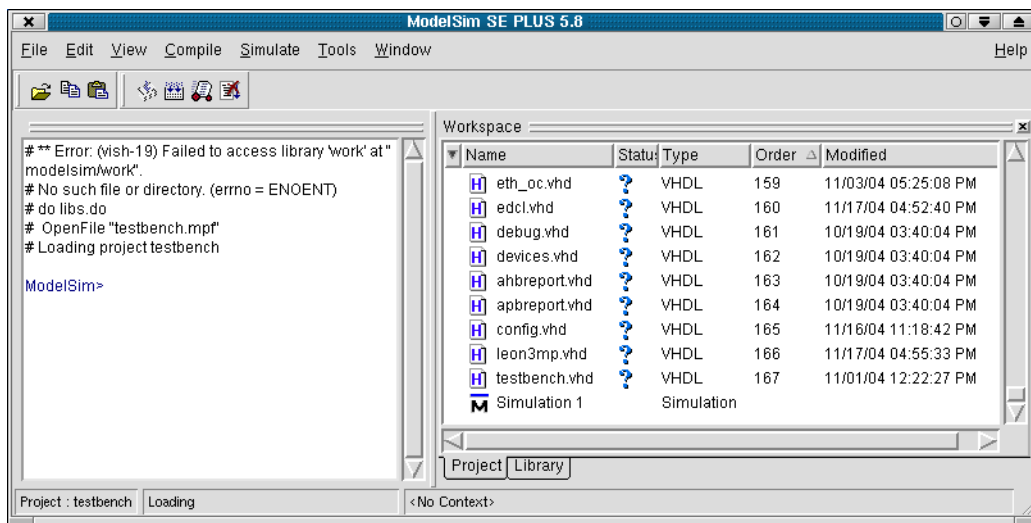 ModelSim SE PLUS 5.8
File Edit View Compile Simulate Tools Window Help
# ** Error: (vish-19) Failed to access library 'work' at "
modelsim/work".
# No such file or directory. (errno = ENOENT)
# do libs.do
# OpenFile "testbench.mpf"
# Loading project testbench
ModelSim>
Workspace
Name Status Type Order Modified
eth_oc.vhd VHDL 159 11/03/04 05:25:08 PM
edcl.vhd VHDL 160 11/17/04 04:52:40 PM
debug.vhd VHDL 161 10/19/04 03:40:04 PM
devices.vhd VHDL 162 10/19/04 03:40:04 PM
ahbreport.vhd VHDL 163 10/19/04 03:40:04 PM
apbreport.vhd VHDL 164 10/19/04 03:40:04 PM
config.vhd VHDL 165 11/16/04 11:18:42 PM
leon3mp.vhd VHDL 166 11/17/04 04:55:33 PM
testbench.vhd VHDL 167 11/01/04 12:22:27 PM
Simulation 1 Simulation
Project Library
Project : testbench Loading <No Context>